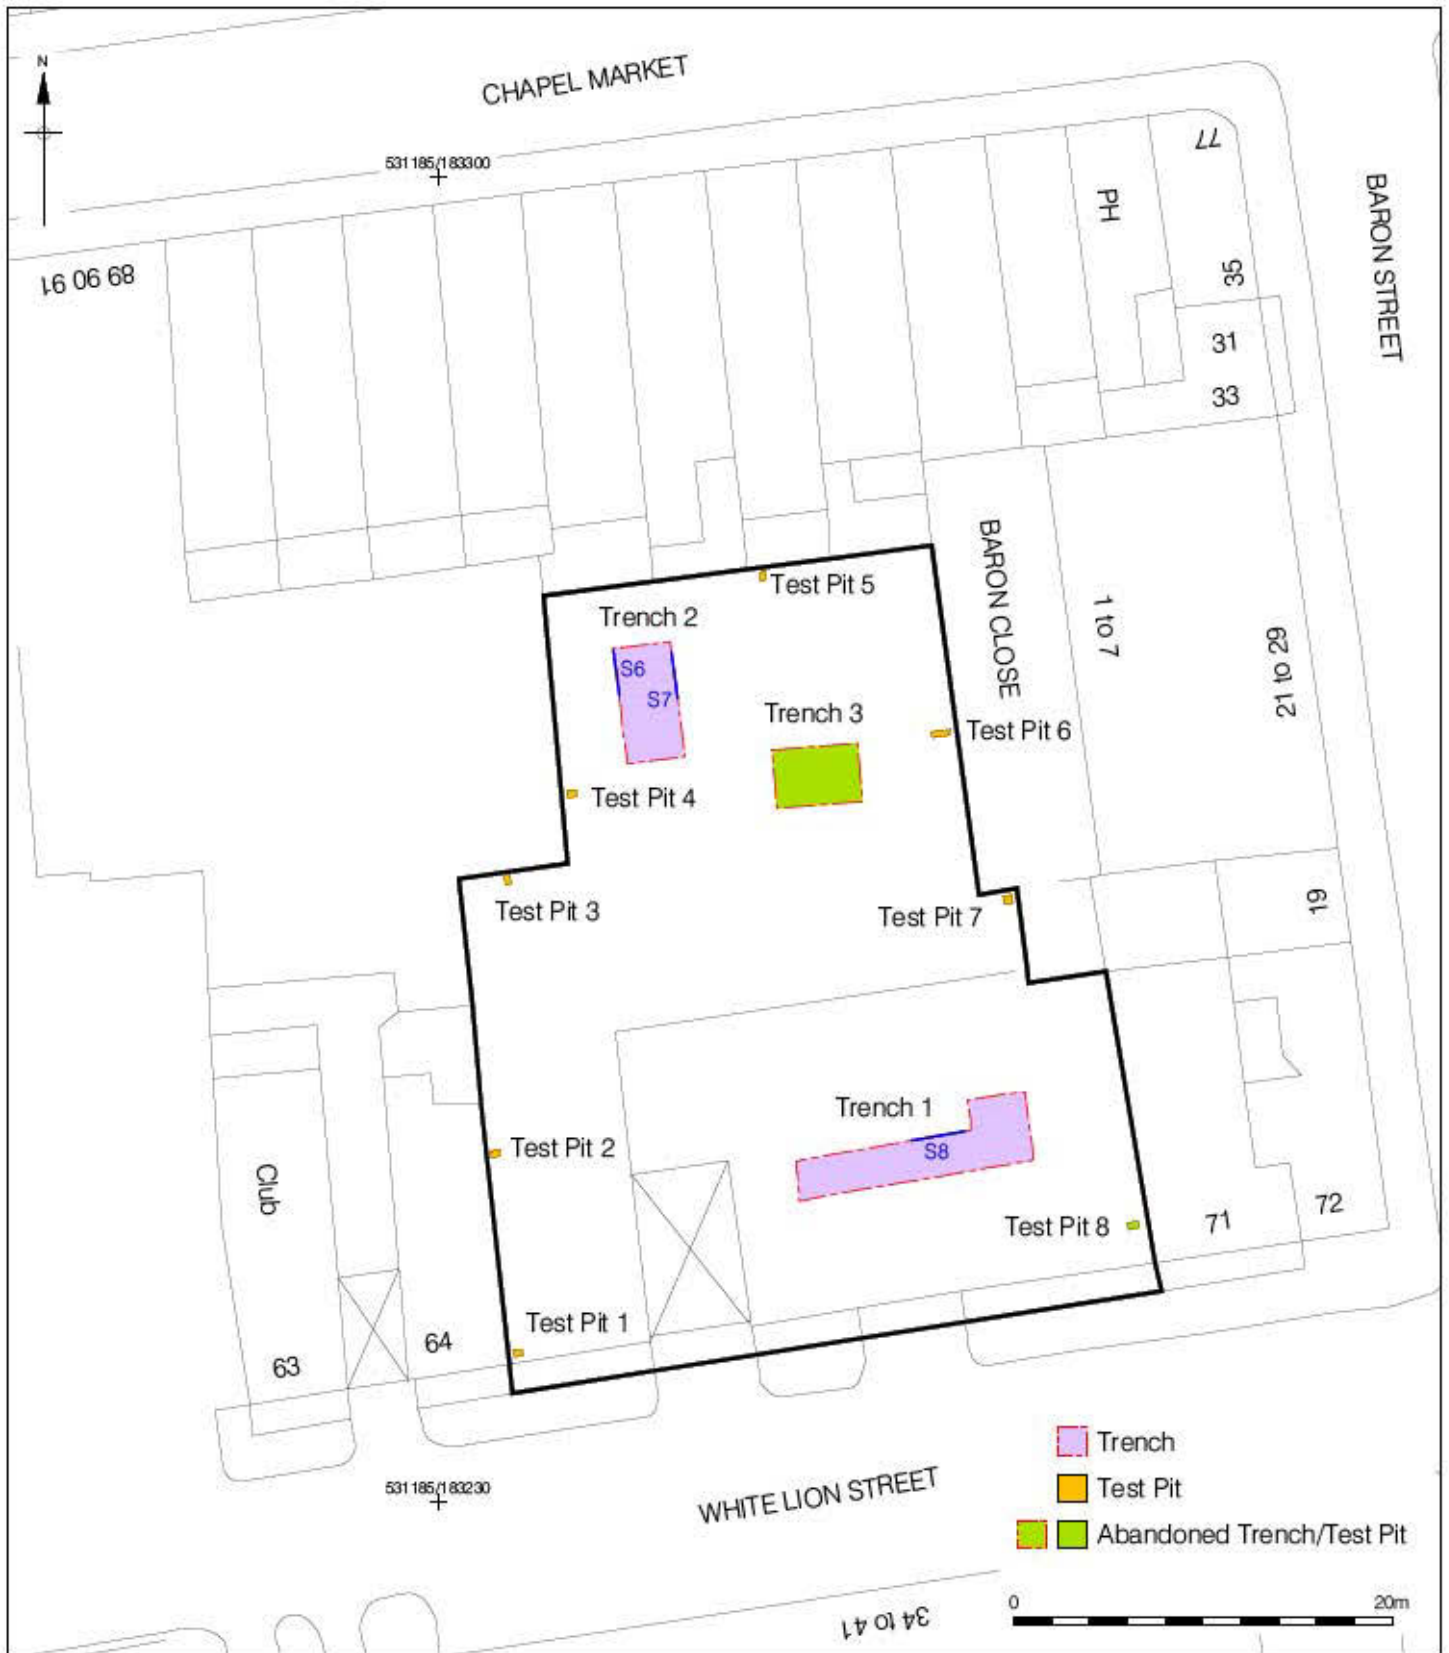 N
CHAPEL MARKET
531185/183300
77
PH
BARON STREET
35
89 90 91
31
33
BARON CLOSE
Test Pit 5
1 to 7
Trench 2
21 to 29
S6
S7
Trench 3
Test Pit 6
Test Pit 4
19
Test Pit 3
Test Pit 7
Trench 1
Test Pit 2
S8
Club
72
71
Test Pit 8
Test Pit 1
64
63
Trench
531185/183230
WHITE LION STREET
Test Pit
Abandoned Trench/Test Pit
0
20m
34 to 41